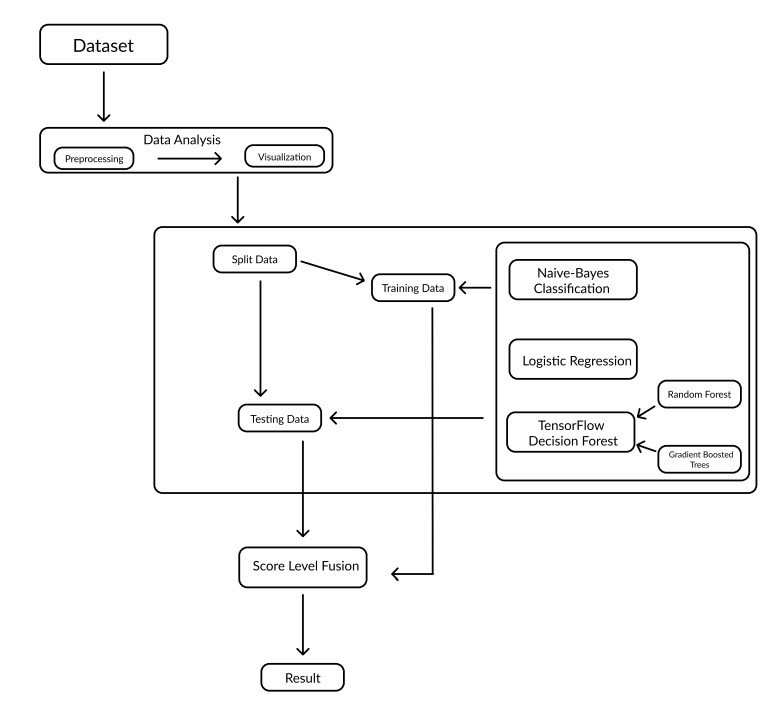 Dataset
Data Analysis
Preprocessing
Visualization
Split Data
Training Data
Naive-Bayes
Classification
Logistic Regression
Random Forest
Testing Data
TensorFlow
Decision Forest
Gradient Boosted
Trees
Score Level Fusion
Result